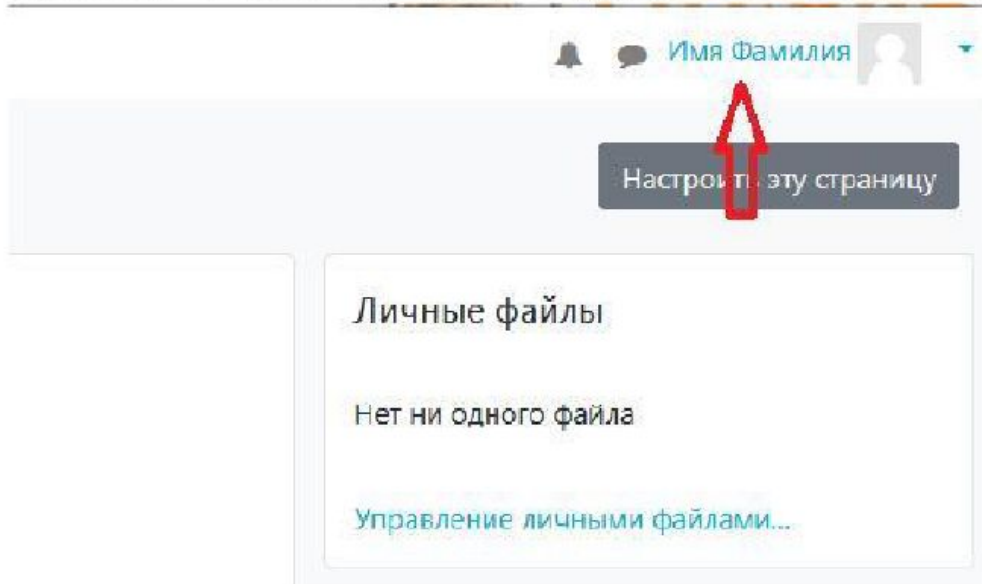 Имя Фамилия
Настроить эту страницу
Личные файлы
Нет ни одного файла
Управление личными файлами...